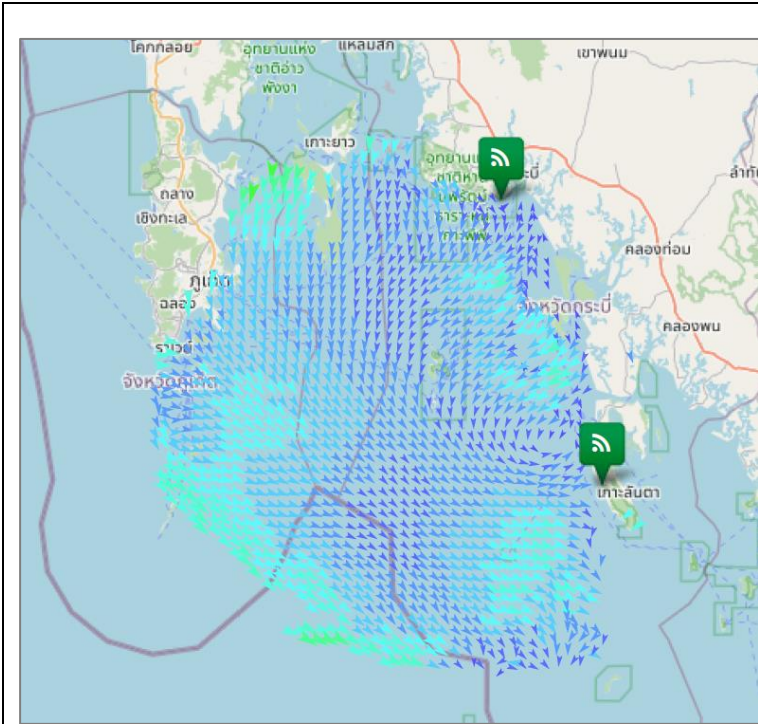 โคกกลอย
อุทยานแห่ง
ชาติอ่าว
พังงา
แหลมสัก
เขาพนม
เกาะยาว
ถลาง
เชิงทะเล
คลองท่อม
ภูเก็ต
ฉลอง
จังหวัดกระบี่
คลองพน
ราไวย์
จังหวัดภูเก็ต
เกาะลันตา